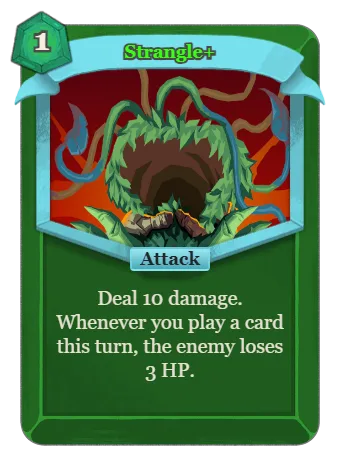 1
Strangle+
Attack
Deal 10 damage.
Whenever you play a card
this turn, the enemy loses
3 HP.